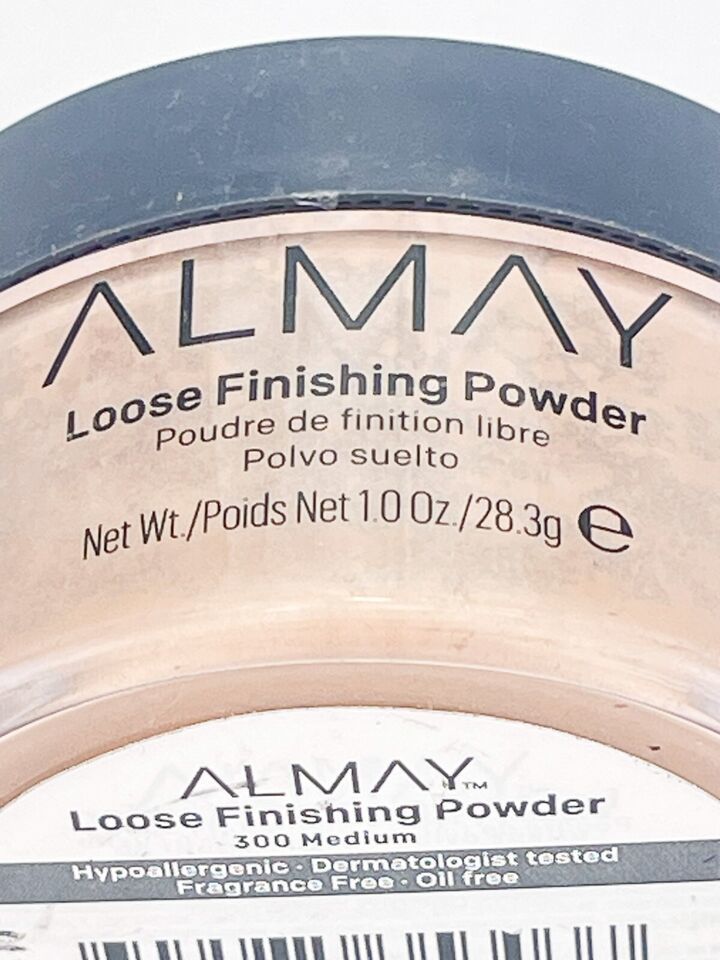 ALMAY
Loose Finishing Powder
Poudre de finition libre
Polvo suelto
Net Wt./Poids Net 1.0 Oz./28.3g ℮
ALMAY™
Loose Finishing Powder
300 Medium
Hypoallergenic • Dermatologist tested
Fragrance Free • Oil free